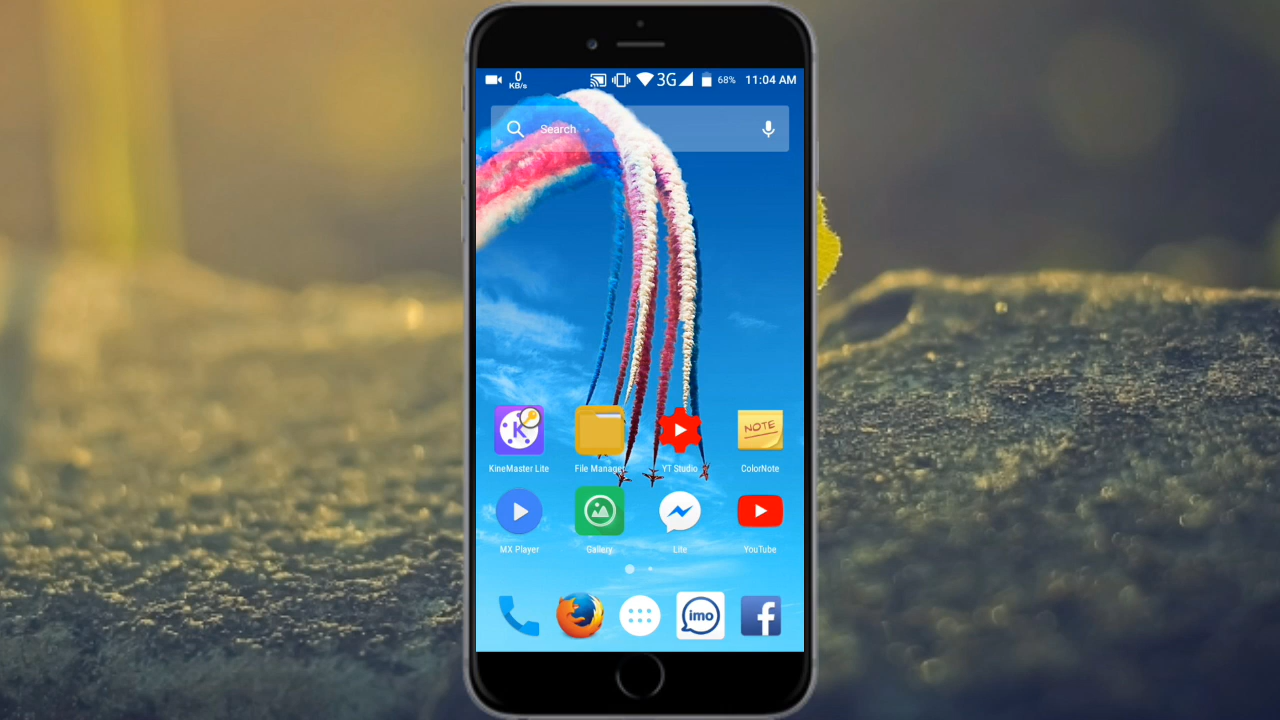 0
KB/s
3G
68%
11:04 AM
Search
KineMaster Lite
File Manager
YT Studio
NOTE
ColorNote
K
MX Player
Gallery
Lite
YouTube
imo
f